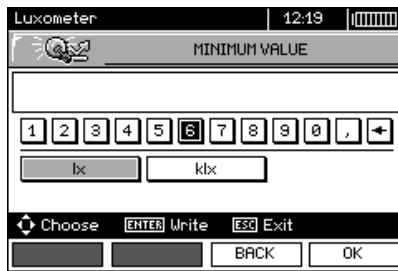 Luxometer 12:19
MINIMUM VALUE
1 2 3 4 5 6 7 8 9 0 ,
lx klx
Choose ENTER Write ESC Exit
BACK OK